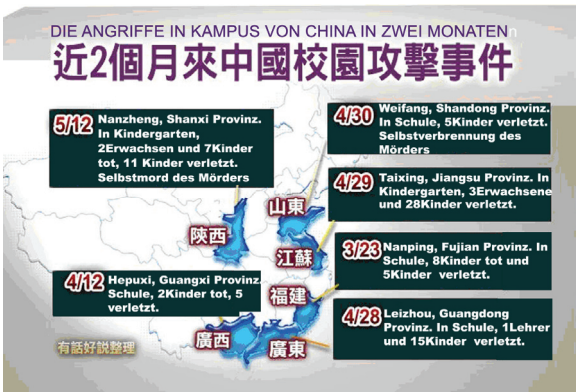 DIE ANGRIFFE IN KAMPUS VON CHINA IN ZWEI MONATEN
近2個月來中國校園攻擊事件
5/12
Nanzheng, Shanxi Provinz.
In Kindergarten,
2Erwachsen und 7Kinder
tot, 11 Kinder verletzt.
Selbstmord des Mörders
4/30
Weifang, Shandong Provinz.
In Schule, 5Kinder verletzt.
Selbstverbrennung des
Mörders
4/29
Taixing, Jiangsu Provinz. In
Kindergarten, 3Erwachsene
und 28Kinder verletzt.
山東
陝西
江蘇
3/23
Nanping, Fujian Provinz. In
Schule, 8Kinder tot und
5Kinder verletzt.
4/12
Hepuxi, Guangxi Provinz.
Schule, 2Kinder tot, 5
verletzt.
福建
4/28
Leizhou, Guangdong
Provinz. In Schule, 1Lehrer
und 15Kinder verletzt.
廣西
廣東
有話好説整理